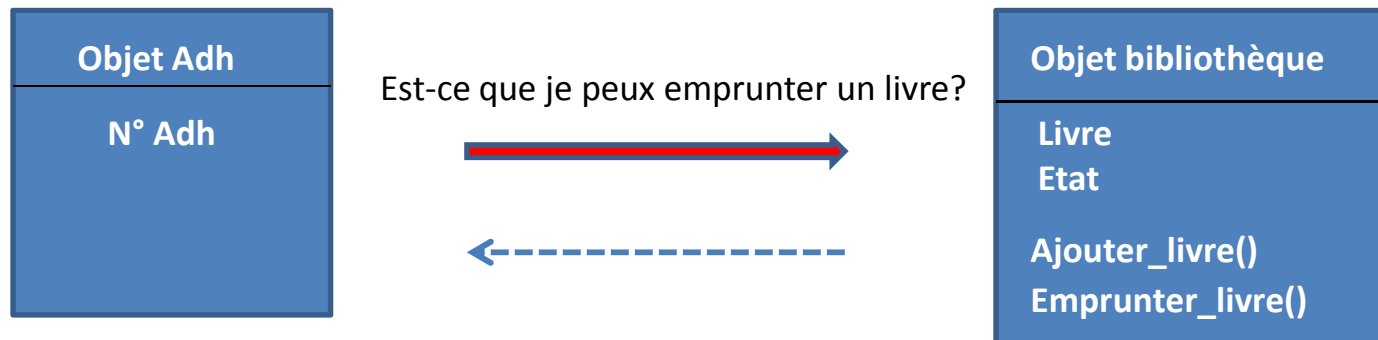 Objet Adh
N° Adh
Est-ce que je peux emprunter un livre?
Objet bibliothèque
Livre
Etat
Ajouter_livre()
Emprunter_livre()